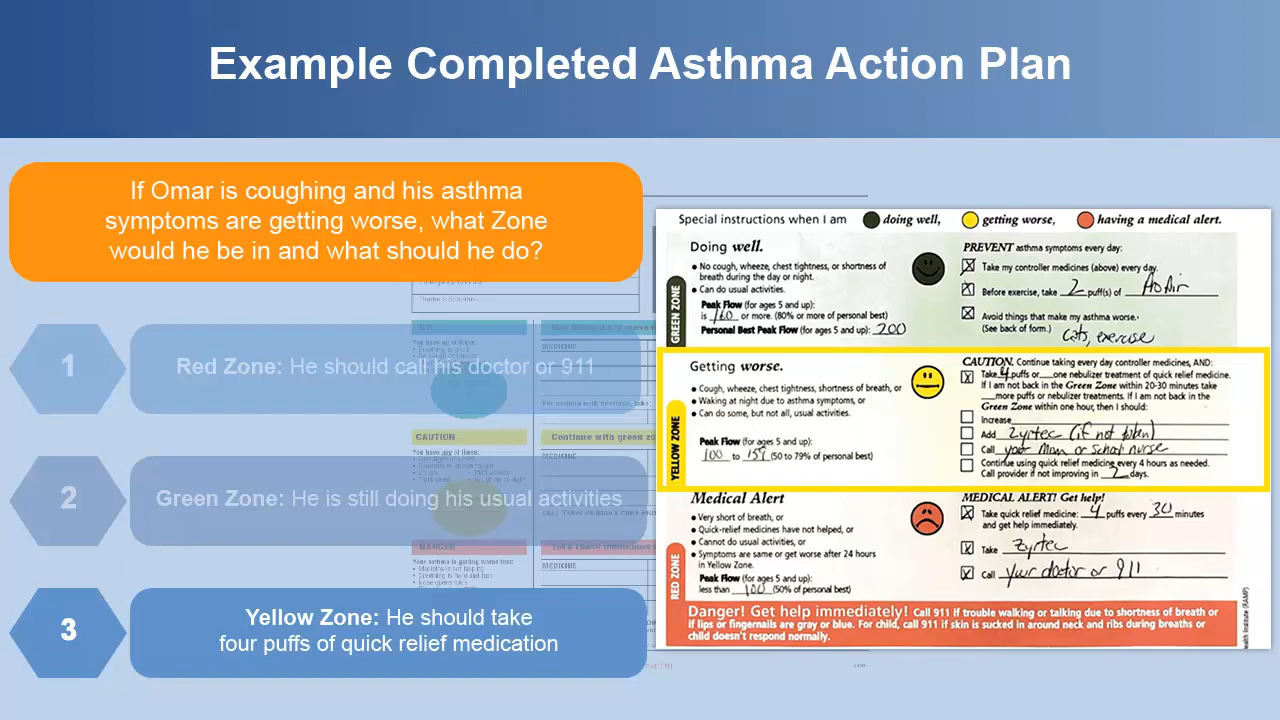 Example Completed Asthma Action Plan
If Omar is coughing and his asthma
symptoms are getting worse, what Zone
would he be in and what should he do?
1
Red Zone: He should call his doctor or 911
2
Green Zone: He is still doing his usual activities
3
Yellow Zone: He should take
four puffs of quick relief medication
Special instructions when I am doing well, getting worse, having a medical alert.
GREEN ZONE
Doing well.
• No cough, wheeze, chest tightness, or shortness of
breath during the day or night.
• Can do usual activities.
Peak Flow (for ages 5 and up):
is 160 or more. (80% or more of personal best)
Personal Best Peak Flow (for ages 5 and up): 200
PREVENT asthma symptoms every day:
Take my controller medicines (above) every day.
Before exercise, take 2 puff(s) of
Avoid things that make my asthma worse.
(See back of form.)
Cats, exercise
YELLOW ZONE
Getting worse.
• Cough, wheeze, chest tightness, shortness of breath, or
• Waking at night due to asthma symptoms, or
• Can do some, but not all, usual activities.
Peak Flow (for ages 5 and up):
100 to 159 (50 to 79% of personal best)
CAUTION. Continue taking every day controller medicines, AND:
Take 4 puffs or __ one nebulizer treatment of quick relief medicine.
If I am not back in the Green Zone within 20-30 minutes take
__ more puffs or nebulizer treatments. If I am not back in the
Green Zone within one hour, then I should:
Increase
Add Zyrtec (if not taken)
Call your Mom or School nurse
Continue using quick relief medicine every 4 hours as needed.
Call provider if not improving in 2 days.
RED ZONE
Medical Alert
• Very short of breath, or
• Quick-relief medicines have not helped, or
• Cannot do usual activities, or
• Symptoms are same or get worse after 24 hours
in Yellow Zone.
Peak Flow (for ages 5 and up):
less than 100 (50% of personal best)
MEDICAL ALERT! Get help!
Take quick relief medicine: 4 puffs every 30 minutes
and get help immediately.
Take Zyrtec
Call your doctor or 911
Danger! Get help immediately! Call 911 if trouble walking or talking due to shortness of breath or
if lips or fingernails are gray or blue. For child, call 911 if skin is sucked in around neck and ribs during breaths or
child doesn't respond normally.
CAUTION
Continue with green zo
MEDICINE
DANGER
MEDICINE